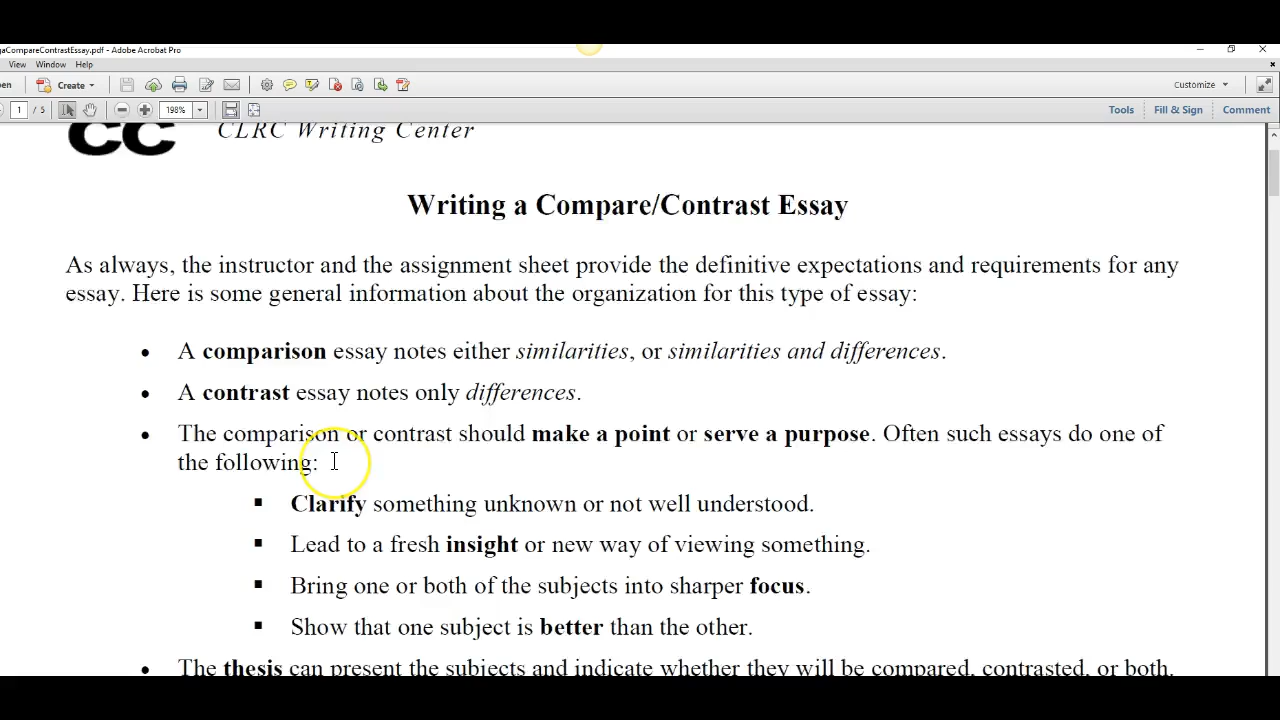 gaCompareContrastEssay.pdf - Adobe Acrobat Pro
View Window Help
Create Customize
1 / 5 198% Tools Fill & Sign Comment
CC CLRC Writing Center
Writing a Compare/Contrast Essay
As always, the instructor and the assignment sheet provide the definitive expectations and requirements for any
essay. Here is some general information about the organization for this type of essay:
• A comparison essay notes either similarities, or similarities and differences.
• A contrast essay notes only differences.
• The comparison or contrast should make a point or serve a purpose. Often such essays do one of
the following:
▪ Clarify something unknown or not well understood.
▪ Lead to a fresh insight or new way of viewing something.
▪ Bring one or both of the subjects into sharper focus.
▪ Show that one subject is better than the other.
• The thesis can present the subjects and indicate whether they will be compared, contrasted, or both.